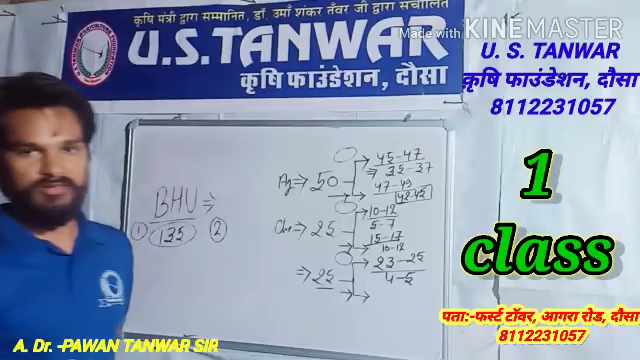 कृषि मंत्री द्वारा सम्मानित, डॉ. उमाँ शंकर तँवर जी द्वारा संचालित
U.S.TANWAR
कृषि फाउंडेशन, दौसा
Made with KINEMASTER
U. S. TANWAR
कृषि फाउंडेशन, दौसा
8112231057
1
class
BHU ⇒
① 135 ②
Ag ⇒ 50
45-47
⇒ 35-37
47-49
42-45
Che ⇒ 25
10-12
5-7
15-17
10-12
⇒ 25
23-25
4-5
पता:-फर्स्ट टॉवर, आगरा रोड, दौसा
8112231057
A. Dr. -PAWAN TANWAR SIR